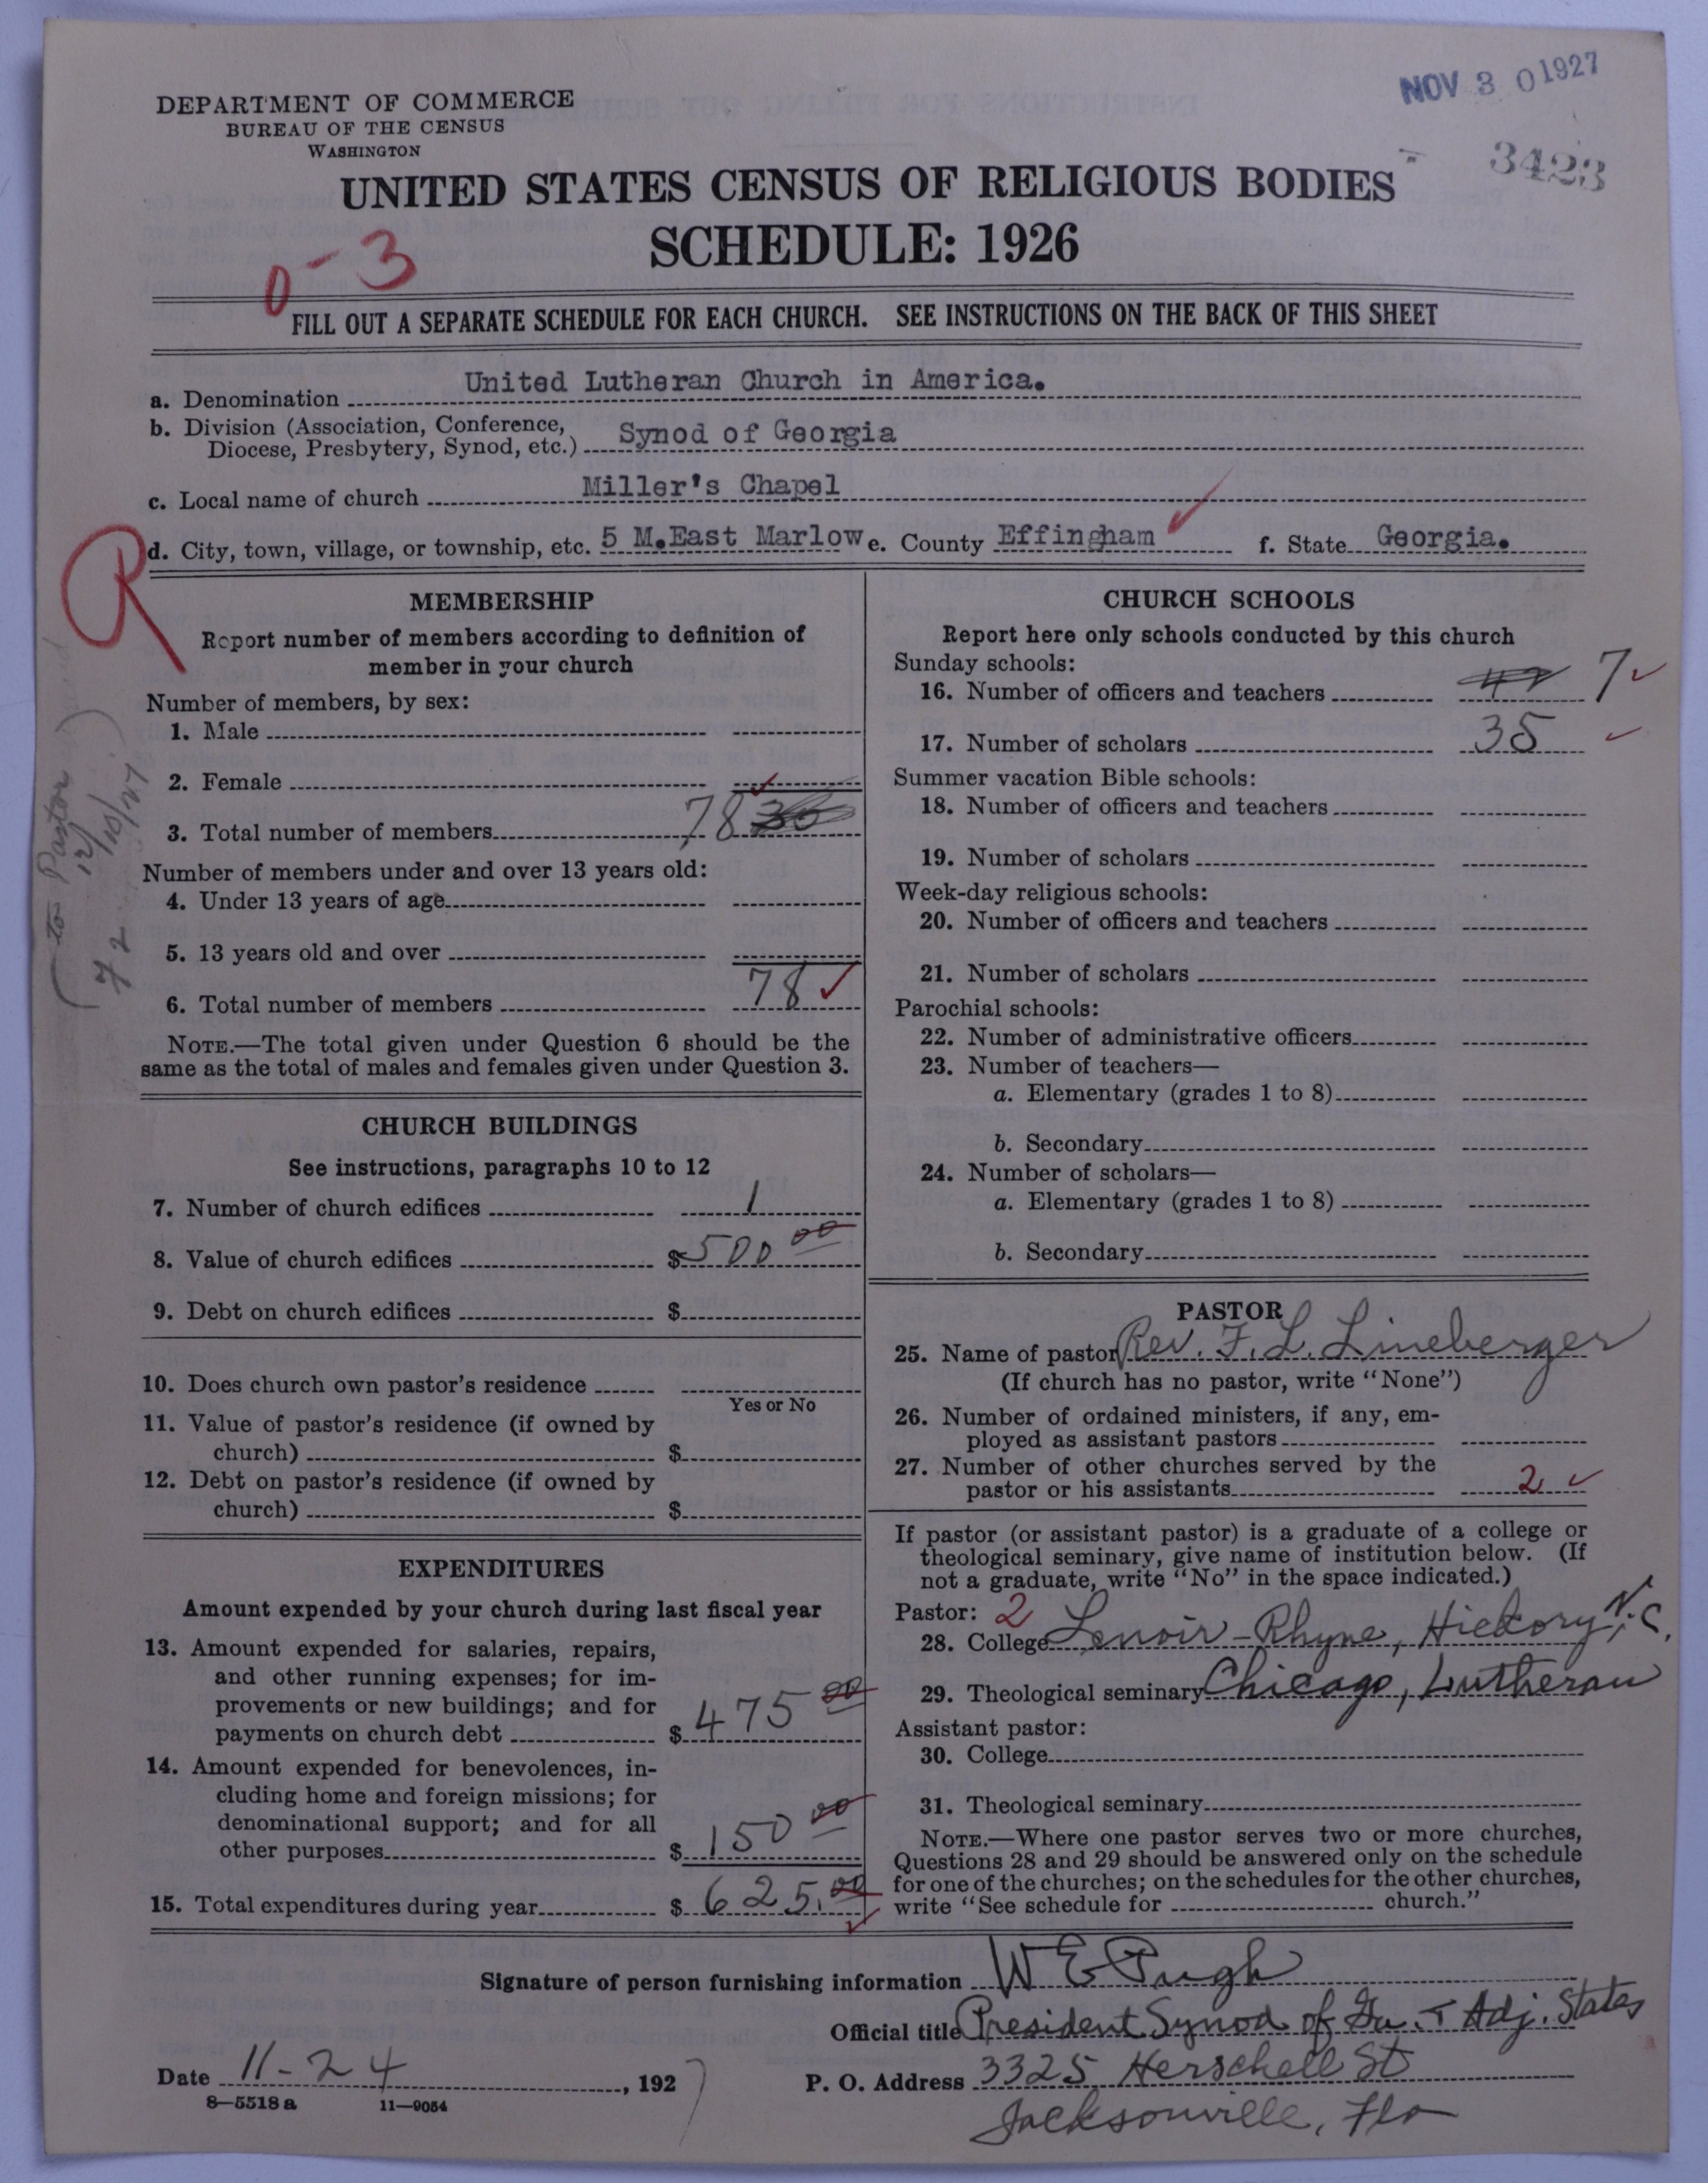 NOV 30 1927
3423
DEPARTMENT OF COMMERCE
BUREAU OF THE CENSUS
WASHINGTON
UNITED STATES CENSUS OF RELIGIOUS BODIES
SCHEDULE: 1926
0-3
FILL OUT A SEPARATE SCHEDULE FOR EACH CHURCH. SEE INSTRUCTIONS ON THE BACK OF THIS SHEET
a. Denomination United Lutheran Church in America.
b. Division (Association, Conference,
Diocese, Presbytery, Synod, etc.) Synod of Georgia
c. Local name of church Miller's Chapel
d. City, town, village, or township, etc. 5 M.East Marlow e. County Effingham f. State Georgia.
R
MEMBERSHIP
Report number of members according to definition of
member in your church
Number of members, by sex:
1. Male
2. Female
3. Total number of members 78
Number of members under and over 13 years old:
4. Under 13 years of age
5. 13 years old and over
6. Total number of members 78
NOTE.—The total given under Question 6 should be the
same as the total of males and females given under Question 3.
(to Pastor
12/10/27)
CHURCH BUILDINGS
See instructions, paragraphs 10 to 12
7. Number of church edifices 1
8. Value of church edifices $500 00
9. Debt on church edifices $
10. Does church own pastor's residence
Yes or No
11. Value of pastor's residence (if owned by
church) $
12. Debt on pastor's residence (if owned by
church) $
EXPENDITURES
Amount expended by your church during last fiscal year
13. Amount expended for salaries, repairs,
and other running expenses; for im-
provements or new buildings; and for
payments on church debt $475 00
14. Amount expended for benevolences, in-
cluding home and foreign missions; for
denominational support; and for all
other purposes $150 00
15. Total expenditures during year $625.00
CHURCH SCHOOLS
Report here only schools conducted by this church
Sunday schools:
16. Number of officers and teachers 42 7
17. Number of scholars 35
Summer vacation Bible schools:
18. Number of officers and teachers
19. Number of scholars
Week-day religious schools:
20. Number of officers and teachers
21. Number of scholars
Parochial schools:
22. Number of administrative officers
23. Number of teachers—
a. Elementary (grades 1 to 8)
b. Secondary
24. Number of scholars—
a. Elementary (grades 1 to 8)
b. Secondary
PASTOR
25. Name of pastor Rev. F. L. Lineberger
(If church has no pastor, write "None")
26. Number of ordained ministers, if any, em-
ployed as assistant pastors
27. Number of other churches served by the
pastor or his assistants 2
If pastor (or assistant pastor) is a graduate of a college or
theological seminary, give name of institution below. (If
not a graduate, write "No" in the space indicated.)
Pastor: 2
28. College Lenoir-Rhyne, Hickory, N.C.
29. Theological seminary Chicago, Lutheran
Assistant pastor:
30. College
31. Theological seminary
NOTE.—Where one pastor serves two or more churches,
Questions 28 and 29 should be answered only on the schedule
for one of the churches; on the schedules for the other churches,
write "See schedule for church."
Signature of person furnishing information W E Pugh
Official title President Synod of Ga. & Adj. States
Date 11-24, 1927
P. O. Address 3325 Herschell St
Jacksonville, Fla
8—5518 a 11—9054